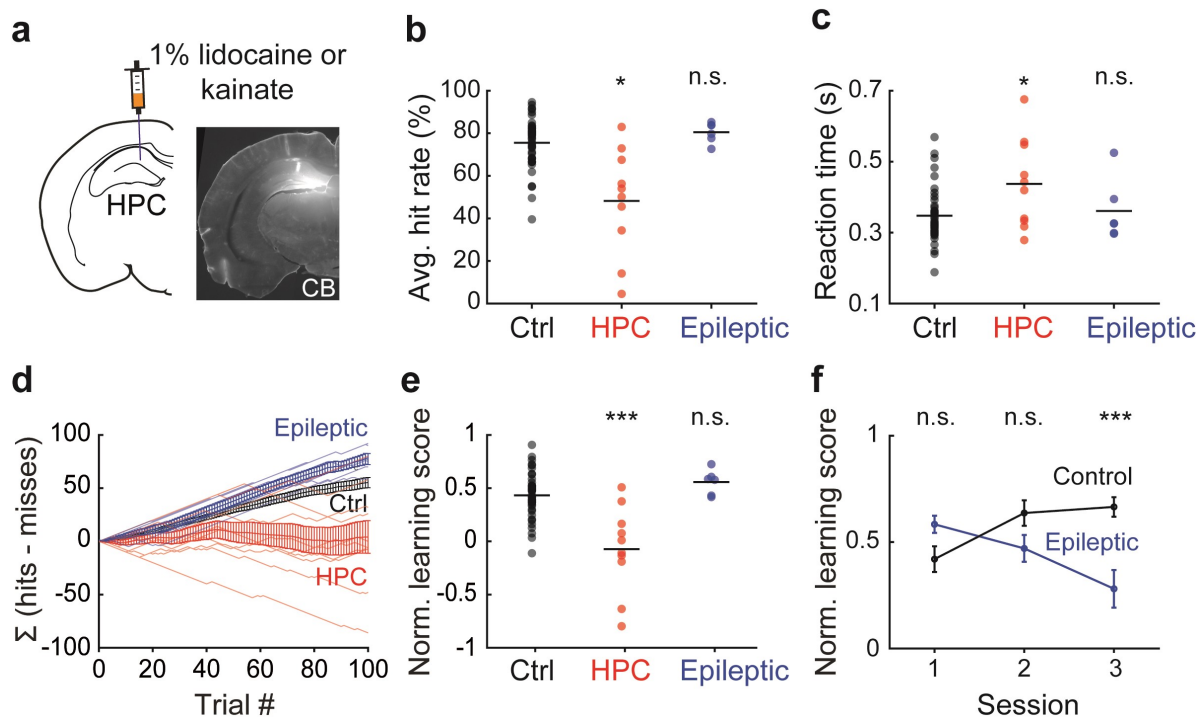 a
1% lidocaine or
kainate
HPC
CB
b
Avg. hit rate (%)
100
80
60
40
20
0
*
n.s.
Ctrl
HPC
Epileptic
c
Reaction time (s)
0.7
0.5
0.3
0.1
*
n.s.
Ctrl
HPC
Epileptic
d
Σ (hits - misses)
100
50
0
-50
-100
Epileptic
Ctrl
HPC
0
20
40
60
80
100
Trial #
e
Norm. learning score
1
0.5
0
-0.5
-1
***
n.s.
Ctrl
HPC
Epileptic
f
Norm. learning score
1
0.5
0
n.s.
n.s.
***
Control
Epileptic
1
2
3
Session